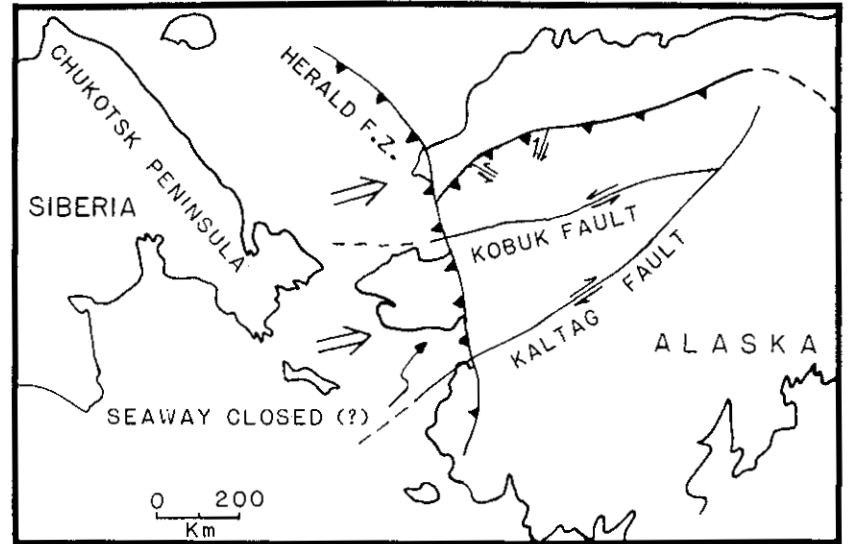 CHUKOTSK PENINSULA
HERALD F.Z.
SIBERIA
KOBUK FAULT
KALTAG FAULT
ALASKA
SEAWAY CLOSED (?)
0 200
Km